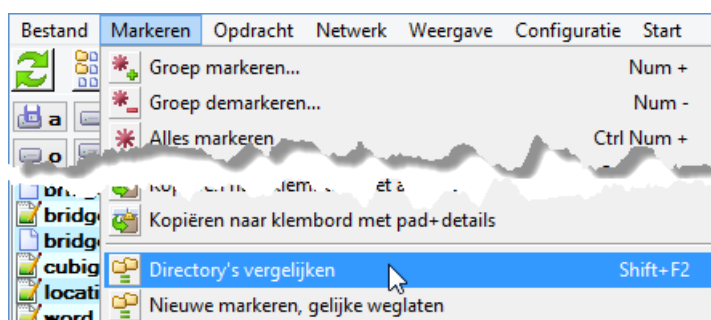 Bestand Markeren Opdracht Netwerk Weergave Configuratie Start
Groep markeren... Num +
Groep demarkeren... Num -
a
Alles markeren Ctrl Num +
o
bridg
Kopiëren naar klembord met pad+details
bridg
cubig
Directory's vergelijken Shift+F2
locati
Nieuwe markeren, gelijke weglaten
word